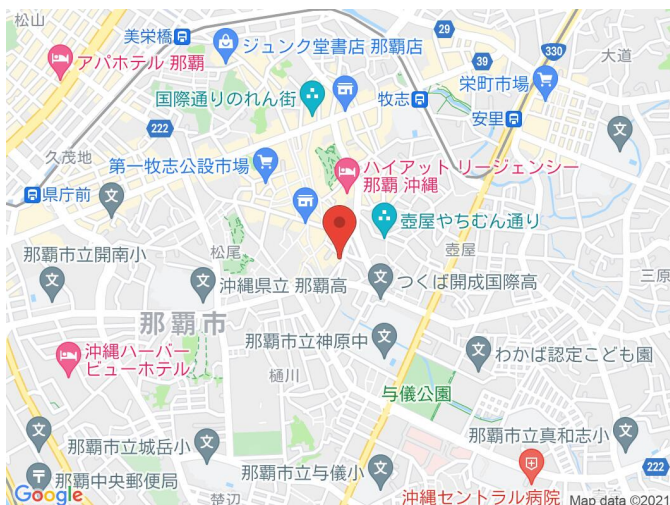 松山
美栄橋
ジュンク堂書店 那覇店
29
330
大道
アパホテル 那覇
39
栄町市場
国際通りのれん街
牧志
安里
222
久茂地
第一牧志公設市場
ハイアット リージェンシー
那覇 沖縄
県庁前
壺屋やちむん通り
那覇市立開南小
松尾
壺屋
三原
沖縄県立 那覇高
つくば開成国際高
那覇市
那覇市立神原中
わかば認定こども園
沖縄ハーバー
ビューホテル
樋川
与儀公園
那覇市立城岳小
那覇市立真和志小
那覇中央郵便局
那覇市立与儀小
222
Google
楚辺
沖縄セントラル病院
Map data ©2021